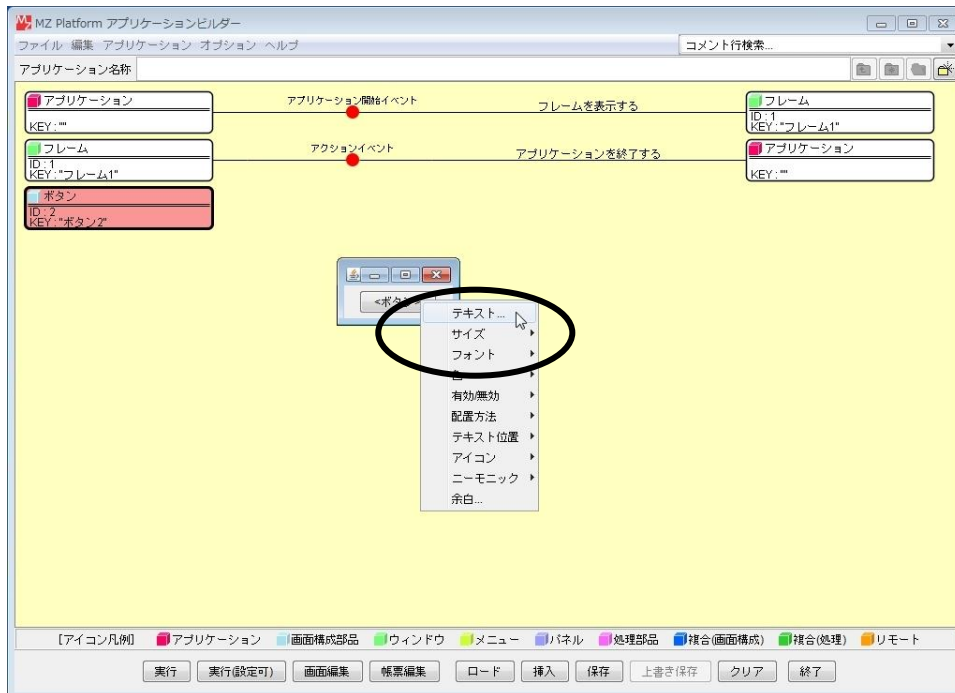 MZ Platform アプリケーションビルダー
ファイル 編集 アプリケーション オプション ヘルプ
コメント行検索...
アプリケーション名称
アプリケーション
KEY:""
アプリケーション開始イベント
フレームを表示する
フレーム
ID:1
KEY:"フレーム1"
フレーム
ID:1
KEY:"フレーム1"
アクションイベント
アプリケーションを終了する
アプリケーション
KEY:""
ボタン
ID:2
KEY:"ボタン2"
<ボタン
テキスト...
サイズ
フォント
色
有効/無効
配置方法
テキスト位置
アイコン
ニーモニック
余白...
[アイコン凡例] アプリケーション 画面構成部品 ウィンドウ メニュー パネル 処理部品 複合(画面構成) 複合(処理) リモート
実行 実行(設定可) 画面編集 帳票編集 ロード 挿入 保存 上書き保存 クリア 終了